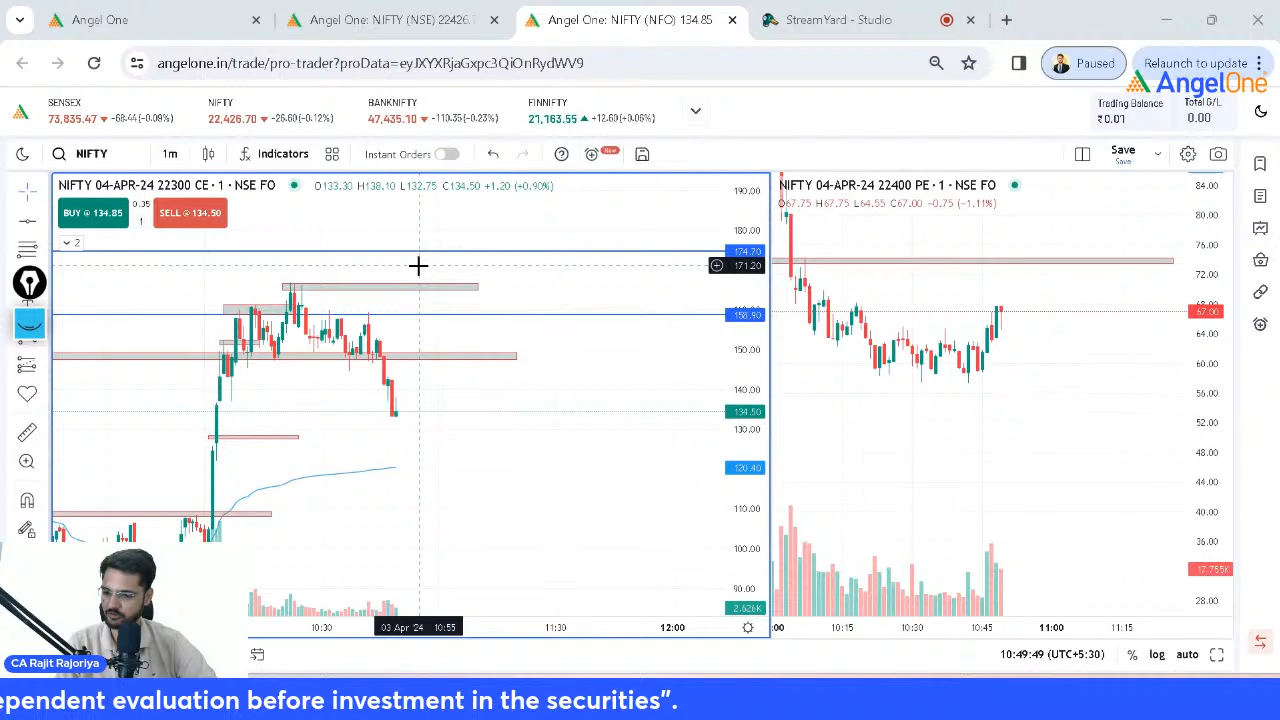 Angel One
Angel One: NIFTY (NSE) 22426.7
Angel One: NIFTY (NFO) 134.85
StreamYard - Studio
angelone.in/trade/pro-trader?pmData=eyJXYXRjaGxpc3QiOnRydWV9
Paused
Relaunch to update
AngelOne
SENSEX
73,835.47 -68.44(-0.09%)
NIFTY
22,426.70 -26.60(-0.12%)
BANKNIFTY
47,435.10 -110.35(-0.23%)
FINNIFTY
21,163.55 +12.60(+0.06%)
Trading Balance
₹0.01
Total G/L
0.00
NIFTY
1m
Indicators
Instant Orders
New
Save
Save
NIFTY 04-APR-24 22300 CE · 1 · NSE FO
O133.30 H138.10 L132.75 C134.50 +1.20 (+0.90%)
BUY @ 134.85
0.35
1
SELL @ 134.50
2
190.00
180.00
174.70
171.20
158.90
150.00
140.00
134.50
130.00
120.40
110.00
100.00
90.00
2.626K
10:30
03 Apr '24 10:55
11:30
12:00
NIFTY 04-APR-24 22400 PE · 1 · NSE FO
O67.75 H67.75 L64.55 C67.00 -0.75 (-1.11%)
84.00
80.00
76.00
72.00
67.00
64.00
60.00
56.00
52.00
48.00
44.00
40.00
36.00
17.755K
28.00
:00
10:15
10:30
10:45
11:00
11:15
10:49:49 (UTC+5:30)
%
log
auto
CA Rajit Rajoriya
ependent evaluation before investment in the securities”.